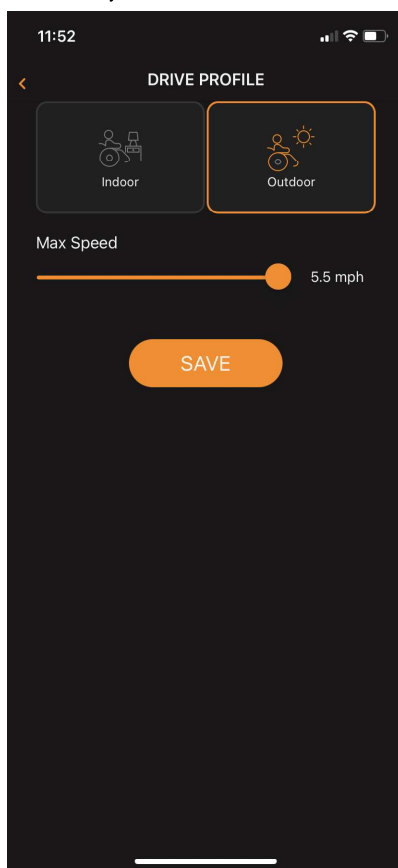 11:52
DRIVE PROFILE
Indoor
Outdoor
Max Speed
5.5 mph
SAVE